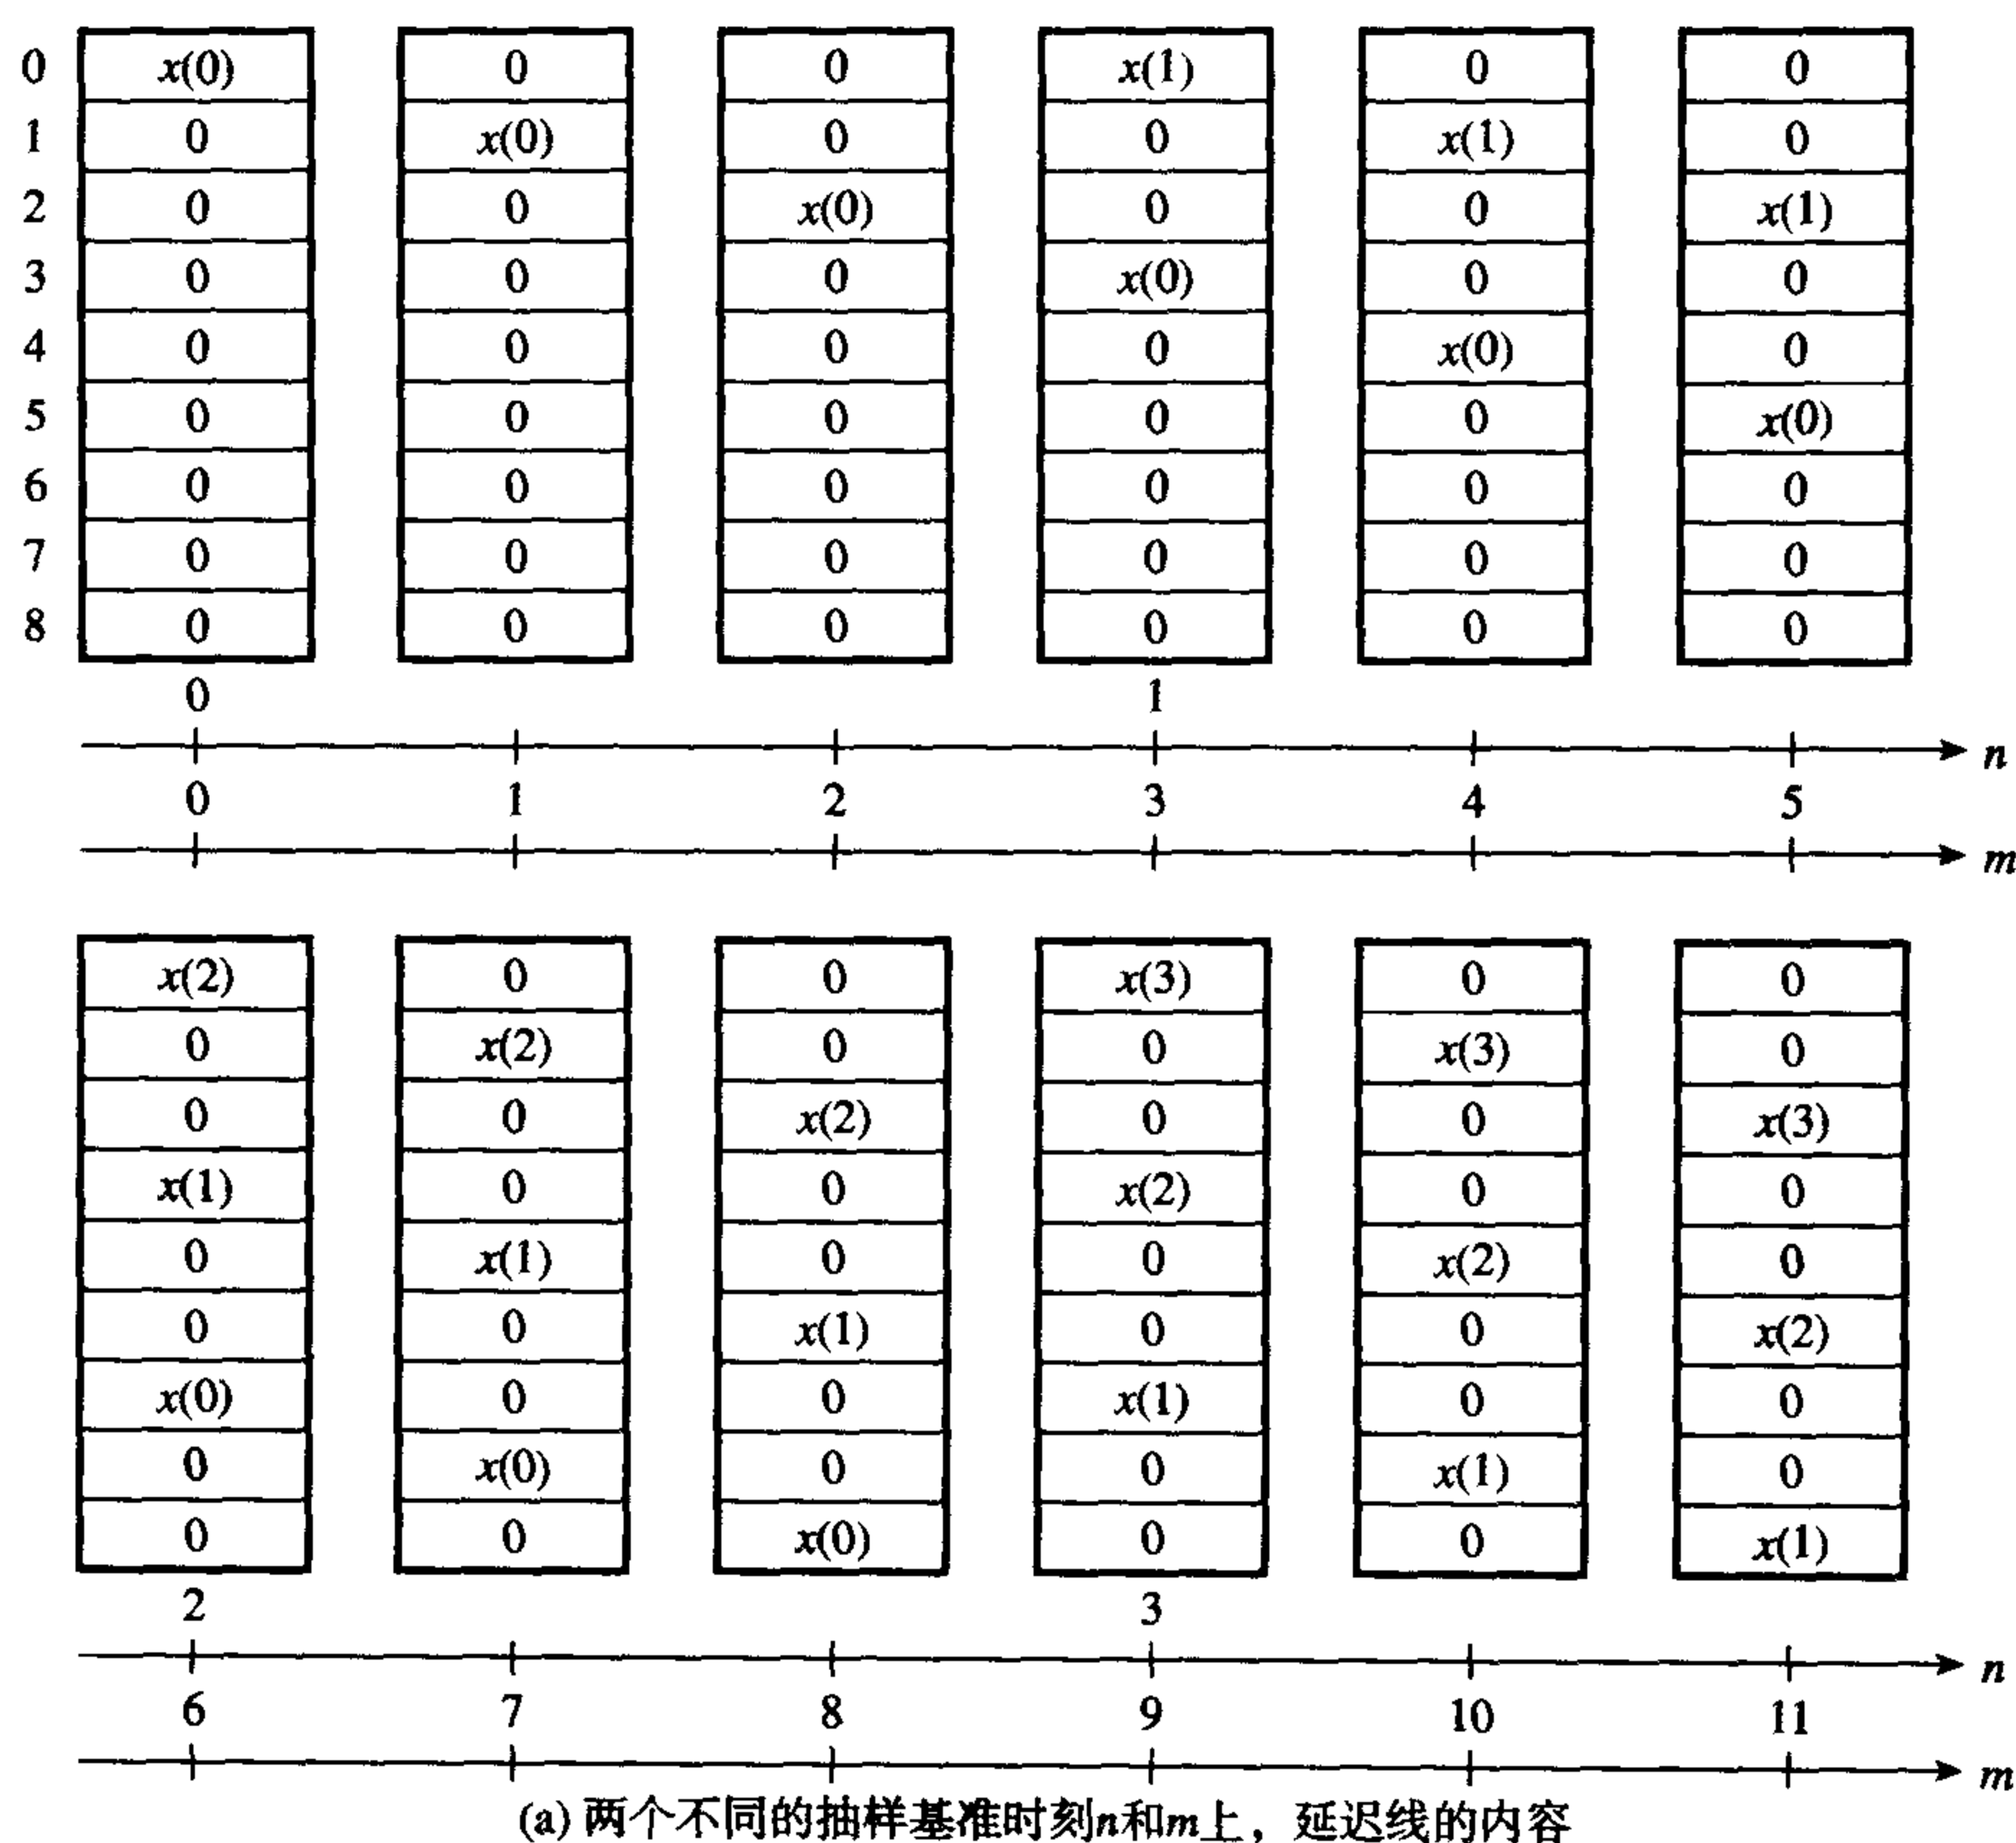 0 x(0) 0 0 x(1) 0 0
1 0 x(0) 0 0 x(1) 0
2 0 0 x(0) 0 0 x(1)
3 0 0 0 x(0) 0 0
4 0 0 0 0 x(0) 0
5 0 0 0 0 0 x(0)
6 0 0 0 0 0 0
7 0 0 0 0 0 0
8 0 0 0 0 0 0
0 1
n
0 1 2 3 4 5
m
x(2) 0 0 x(3) 0 0
0 x(2) 0 0 x(3) 0
0 0 x(2) 0 0 x(3)
x(1) 0 0 x(2) 0 0
0 x(1) 0 0 x(2) 0
0 0 x(1) 0 0 x(2)
x(0) 0 0 x(1) 0 0
0 x(0) 0 0 x(1) 0
0 0 x(0) 0 0 x(1)
2 3
n
6 7 8 9 10 11
m
(a) 两个不同的抽样基准时刻n和m上，延迟线的内容